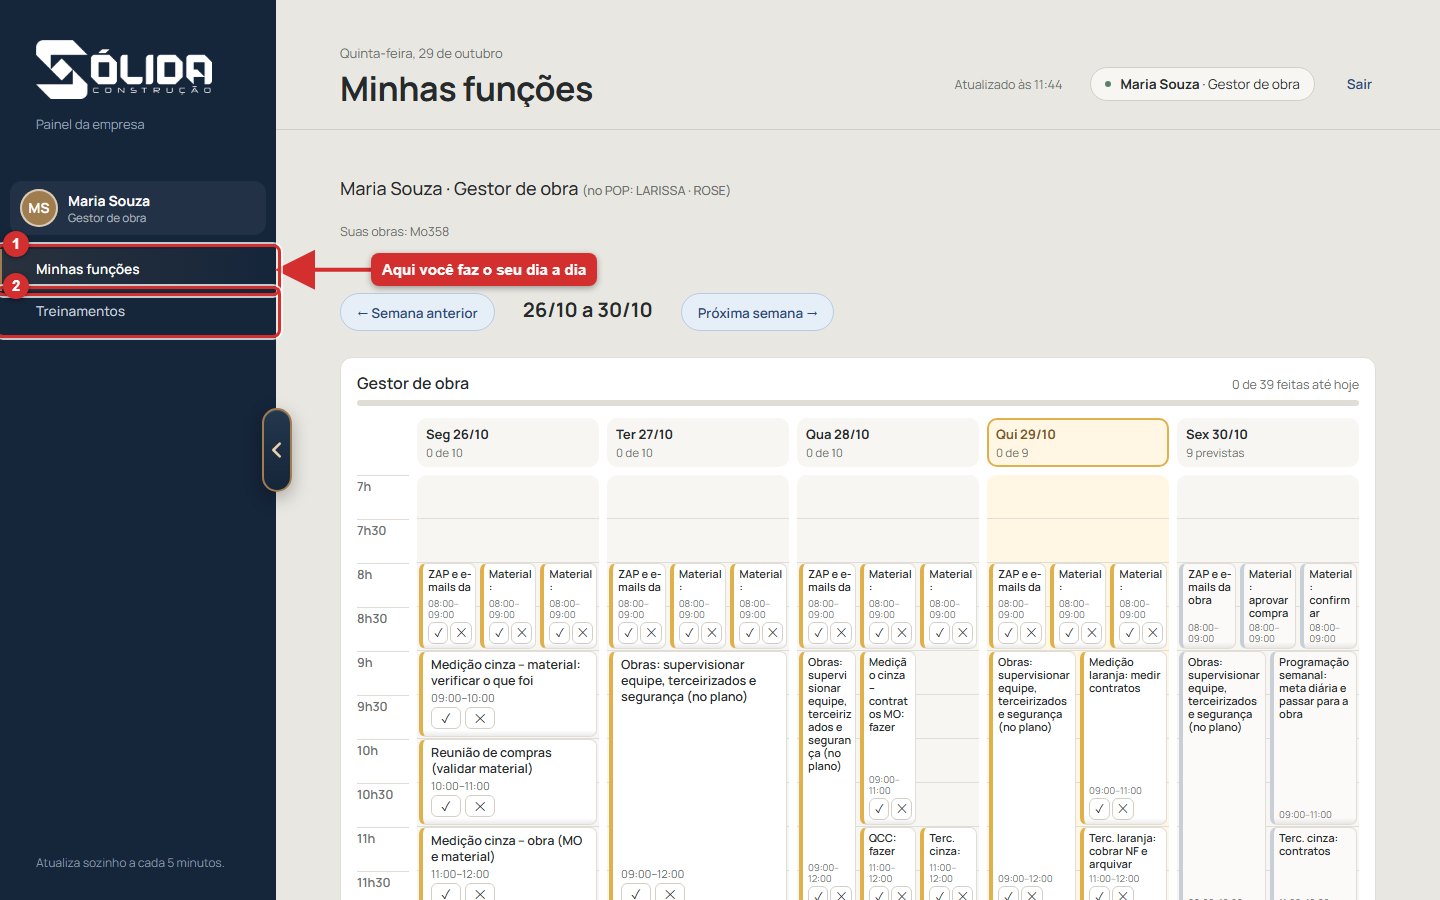 SÓLIDA
CONSTRUÇÃO
Painel da empresa
MS
Maria Souza
Gestor de obra
1
Minhas funções
2
Treinamentos
Atualiza sozinho a cada 5 minutos.
Quinta-feira, 29 de outubro
Minhas funções
Atualizado às 11:44
Maria Souza · Gestor de obra
Sair
Maria Souza · Gestor de obra (no POP: LARISSA · ROSE)
Suas obras: Mo358
Aqui você faz o seu dia a dia
← Semana anterior
26/10 a 30/10
Próxima semana →
Gestor de obra
0 de 39 feitas até hoje
Seg 26/10
0 de 10
Ter 27/10
0 de 10
Qua 28/10
0 de 10
Qui 29/10
0 de 9
Sex 30/10
9 previstas
7h
7h30
8h
8h30
9h
9h30
10h
10h30
11h
11h30
ZAP e e-
mails da
08:00–
09:00
✓ ✕
Material
:
08:00–
09:00
✓ ✕
Material
:
08:00–
09:00
✓ ✕
Medição cinza – material:
verificar o que foi
09:00–10:00
✓ ✕
Reunião de compras
(validar material)
10:00–11:00
✓ ✕
Medição cinza – obra (MO
e material)
11:00–12:00
✓ ✕
ZAP e e-
mails da
08:00–
09:00
✓ ✕
Material
:
08:00–
09:00
✓ ✕
Material
:
08:00–
09:00
✓ ✕
Obras: supervisionar
equipe, terceirizados e
segurança (no plano)
09:00–12:00
✓ ✕
ZAP e e-
mails da
08:00–
09:00
✓ ✕
Material
:
08:00–
09:00
✓ ✕
Material
:
08:00–
09:00
✓ ✕
Obras:
supervi
sionar
equipe,
terceiriz
ados e
seguran
ça (no
plano)
09:00–
12:00
✓ ✕
Mediçã
o cinza
–
contrat
os MO:
fazer
09:00–
11:00
✓ ✕
QCC:
fazer
11:00–
12:00
✓ ✕
Terc.
cinza:
11:00–
12:00
✓ ✕
ZAP e e-
mails da
08:00–
09:00
✓ ✕
Material
:
08:00–
09:00
✓ ✕
Material
:
08:00–
09:00
✓ ✕
Obras:
supervisionar
equipe,
terceirizados
e segurança
(no plano)
09:00–12:00
✓ ✕
Medição
laranja: medir
contratos
09:00–11:00
✓ ✕
Terc. laranja:
cobrar NF e
arquivar
11:00–12:00
✓ ✕
ZAP e e-
mails da
obra
08:00–
09:00
Material
:
aprovar
compra
08:00–
09:00
Material
:
confirm
ar
08:00–
09:00
Obras:
supervisionar
equipe,
terceirizados
e segurança
(no plano)
Programação
semanal:
meta diária e
passar para a
obra
09:00–11:00
Terc. cinza:
contratos